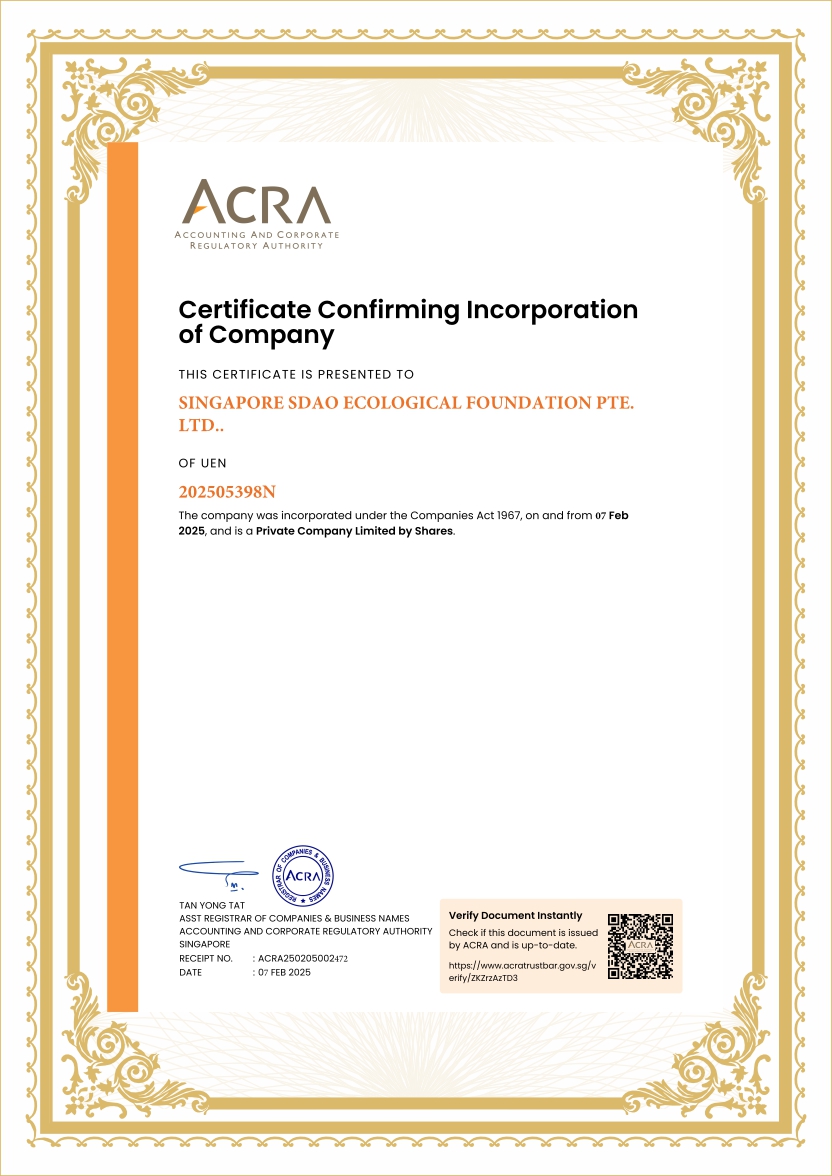 ACRA
ACCOUNTING AND CORPORATE
REGULATORY AUTHORITY
Certificate Confirming Incorporation
of Company
THIS CERTIFICATE IS PRESENTED TO
SINGAPORE SDAO ECOLOGICAL FOUNDATION PTE.
LTD..
OF UEN
202505398N
The company was incorporated under the Companies Act 1967, on and from 07 Feb
2025, and is a Private Company Limited by Shares.
REGISTRAR OF COMPANIES & BUSINESS NAMES
ACRA
TAN YONG TAT
ASST REGISTRAR OF COMPANIES & BUSINESS NAMES
ACCOUNTING AND CORPORATE REGULATORY AUTHORITY
SINGAPORE
RECEIPT NO. : ACRA250205002472
DATE : 07 FEB 2025
Verify Document Instantly
Check if this document is issued
by ACRA and is up-to-date.
https://www.acratrustbar.gov.sg/v
erify/ZKZrzAzTD3
ACRA